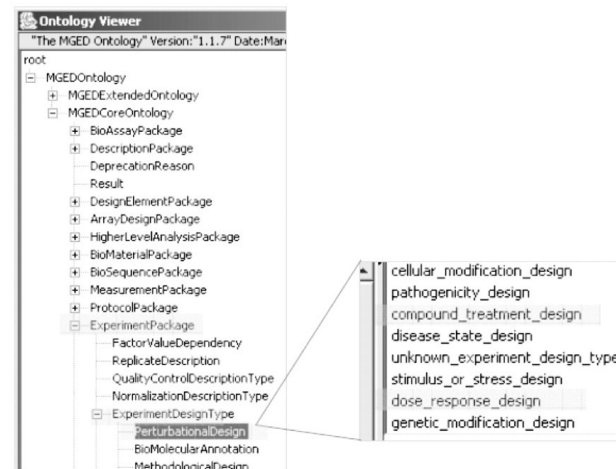 Ontology Viewer
"The MGED Ontology" Version:"1.1.7" Date:Mar
root
MGEDOntology
MGEDExtendedOntology
MGEDCoreOntology
BioAssayPackage
DescriptionPackage
DeprecationReason
Result
DesignElementPackage
ArrayDesignPackage
HigherLevelAnalysisPackage
BioMaterialPackage
BioSequencePackage
MeasurementPackage
ProtocolPackage
ExperimentPackage
FactorValueDependency
ReplicateDescription
QualityControlDescriptionType
NormalizationDescriptionType
ExperimentDesignType
PerturbationalDesign
BioMolecularAnnotation
MethodologicalDesign
cellular_modification_design
pathogenicity_design
compound_treatment_design
disease_state_design
unknown_experiment_design_type
stimulus_or_stress_design
dose_response_design
genetic_modification_design